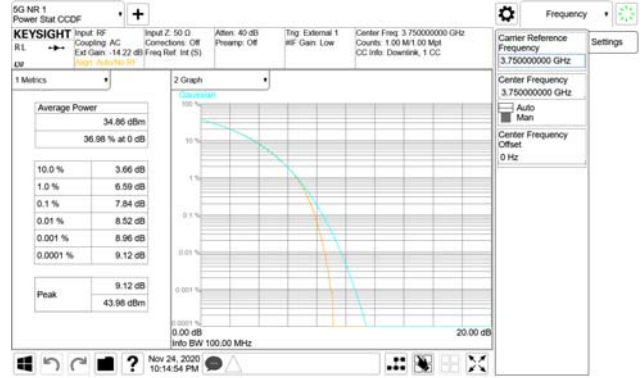 5G NR 1
Power Stat CCDF
Frequency
Settings
KEYSIGHT
RL
Input: RF
Coupling: AC
Ext Gain: -14.22 dB
Align: Auto/No RF
Input Z: 50 Ω
Corrections: Off
Freq Ref: Int (S)
Atten: 40 dB
Preamp: Off
Trig: External 1
#IF Gain: Low
Center Freq: 3.750000000 GHz
Counts: 1.00 M/1.00 Mpt
CC Info: Downlink, 1 CC
Carrier Reference
Frequency
3.750000000 GHz
Center Frequency
3.750000000 GHz
Auto
Man
Center Frequency
Offset
0 Hz
1 Metrics
Average Power
34.86 dBm
36.98 % at 0 dB
10.0 % 3.66 dB
1.0 % 6.59 dB
0.1 % 7.84 dB
0.01 % 8.52 dB
0.001 % 8.96 dB
0.0001 % 9.12 dB
Peak
9.12 dB
43.98 dBm
2 Graph
Gaussian
100 %
10 %
1 %
0.1 %
0.01 %
0.001 %
0.0001 %
0.00 dB
20.00 dB
Info BW 100.00 MHz
?
Nov 24, 2020
10:14:54 PM